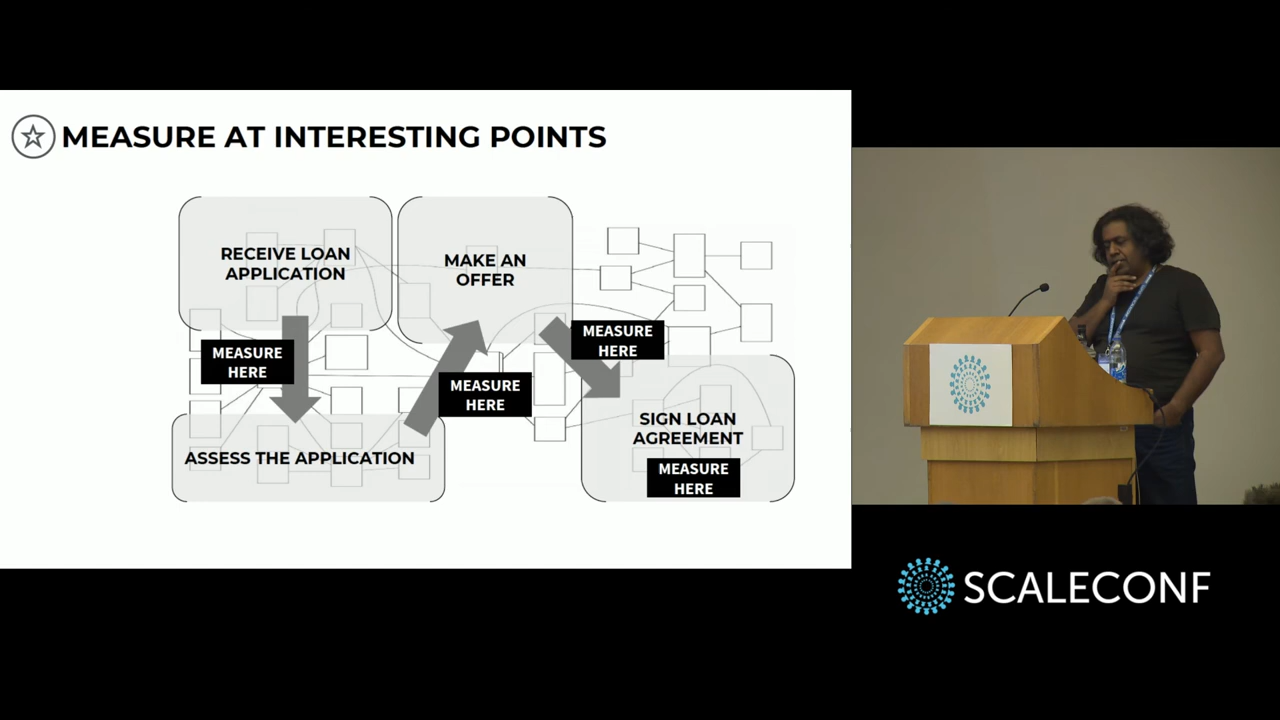 MEASURE AT INTERESTING POINTS
RECEIVE LOAN
APPLICATION
MAKE AN
OFFER
MEASURE
HERE
MEASURE
HERE
MEASURE
HERE
ASSESS THE APPLICATION
SIGN LOAN
AGREEMENT
MEASURE
HERE
SCALECONF